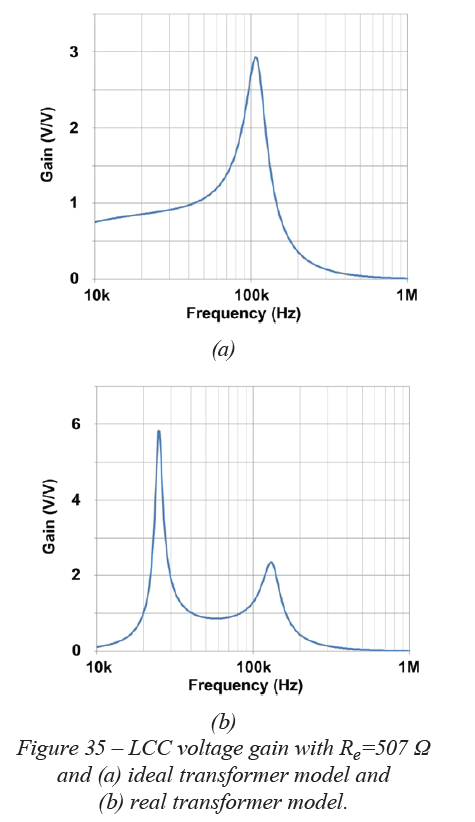 3
2
1
0
Gain (V/V)
10k 100k 1M
Frequency (Hz)
(a)
6
4
2
0
Gain (V/V)
10k 100k 1M
Frequency (Hz)
(b)
Figure 35 – LCC voltage gain with Re=507 Ω
and (a) ideal transformer model and
(b) real transformer model.